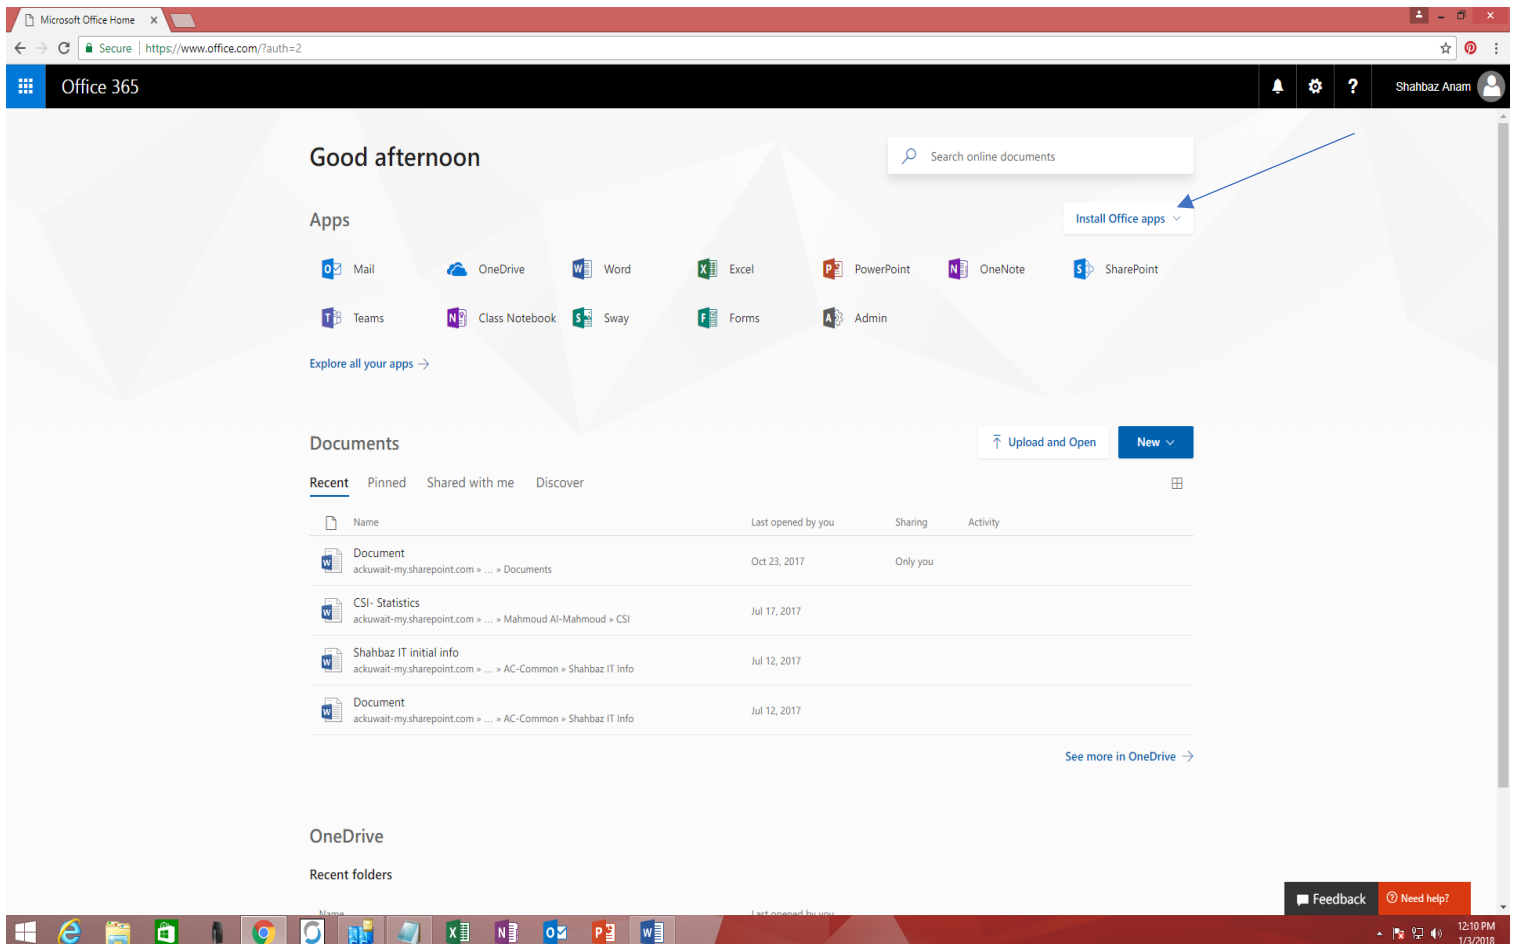 Microsoft Office Home
Secure https://www.office.com/?auth=2
Office 365
? Shahbaz Anam
Good afternoon
Search online documents
Apps
Install Office apps
Mail OneDrive Word Excel PowerPoint OneNote SharePoint
Teams Class Notebook Sway Forms Admin
Explore all your apps
Documents
Upload and Open New
Recent Pinned Shared with me Discover
Name Last opened by you Sharing Activity
Document
ackuwait-my.sharepoint.com » ... » Documents
Oct 23, 2017 Only you
CSI- Statistics
ackuwait-my.sharepoint.com » ... » Mahmoud Al-Mahmoud » CSI
Jul 17, 2017
Shahbaz IT initial info
ackuwait-my.sharepoint.com » ... » AC-Common » Shahbaz IT Info
Jul 12, 2017
Document
ackuwait-my.sharepoint.com » ... » AC-Common » Shahbaz IT Info
Jul 12, 2017
See more in OneDrive
OneDrive
Recent folders
Name Last opened by you
Feedback Need help?
12:10 PM
1/3/2018